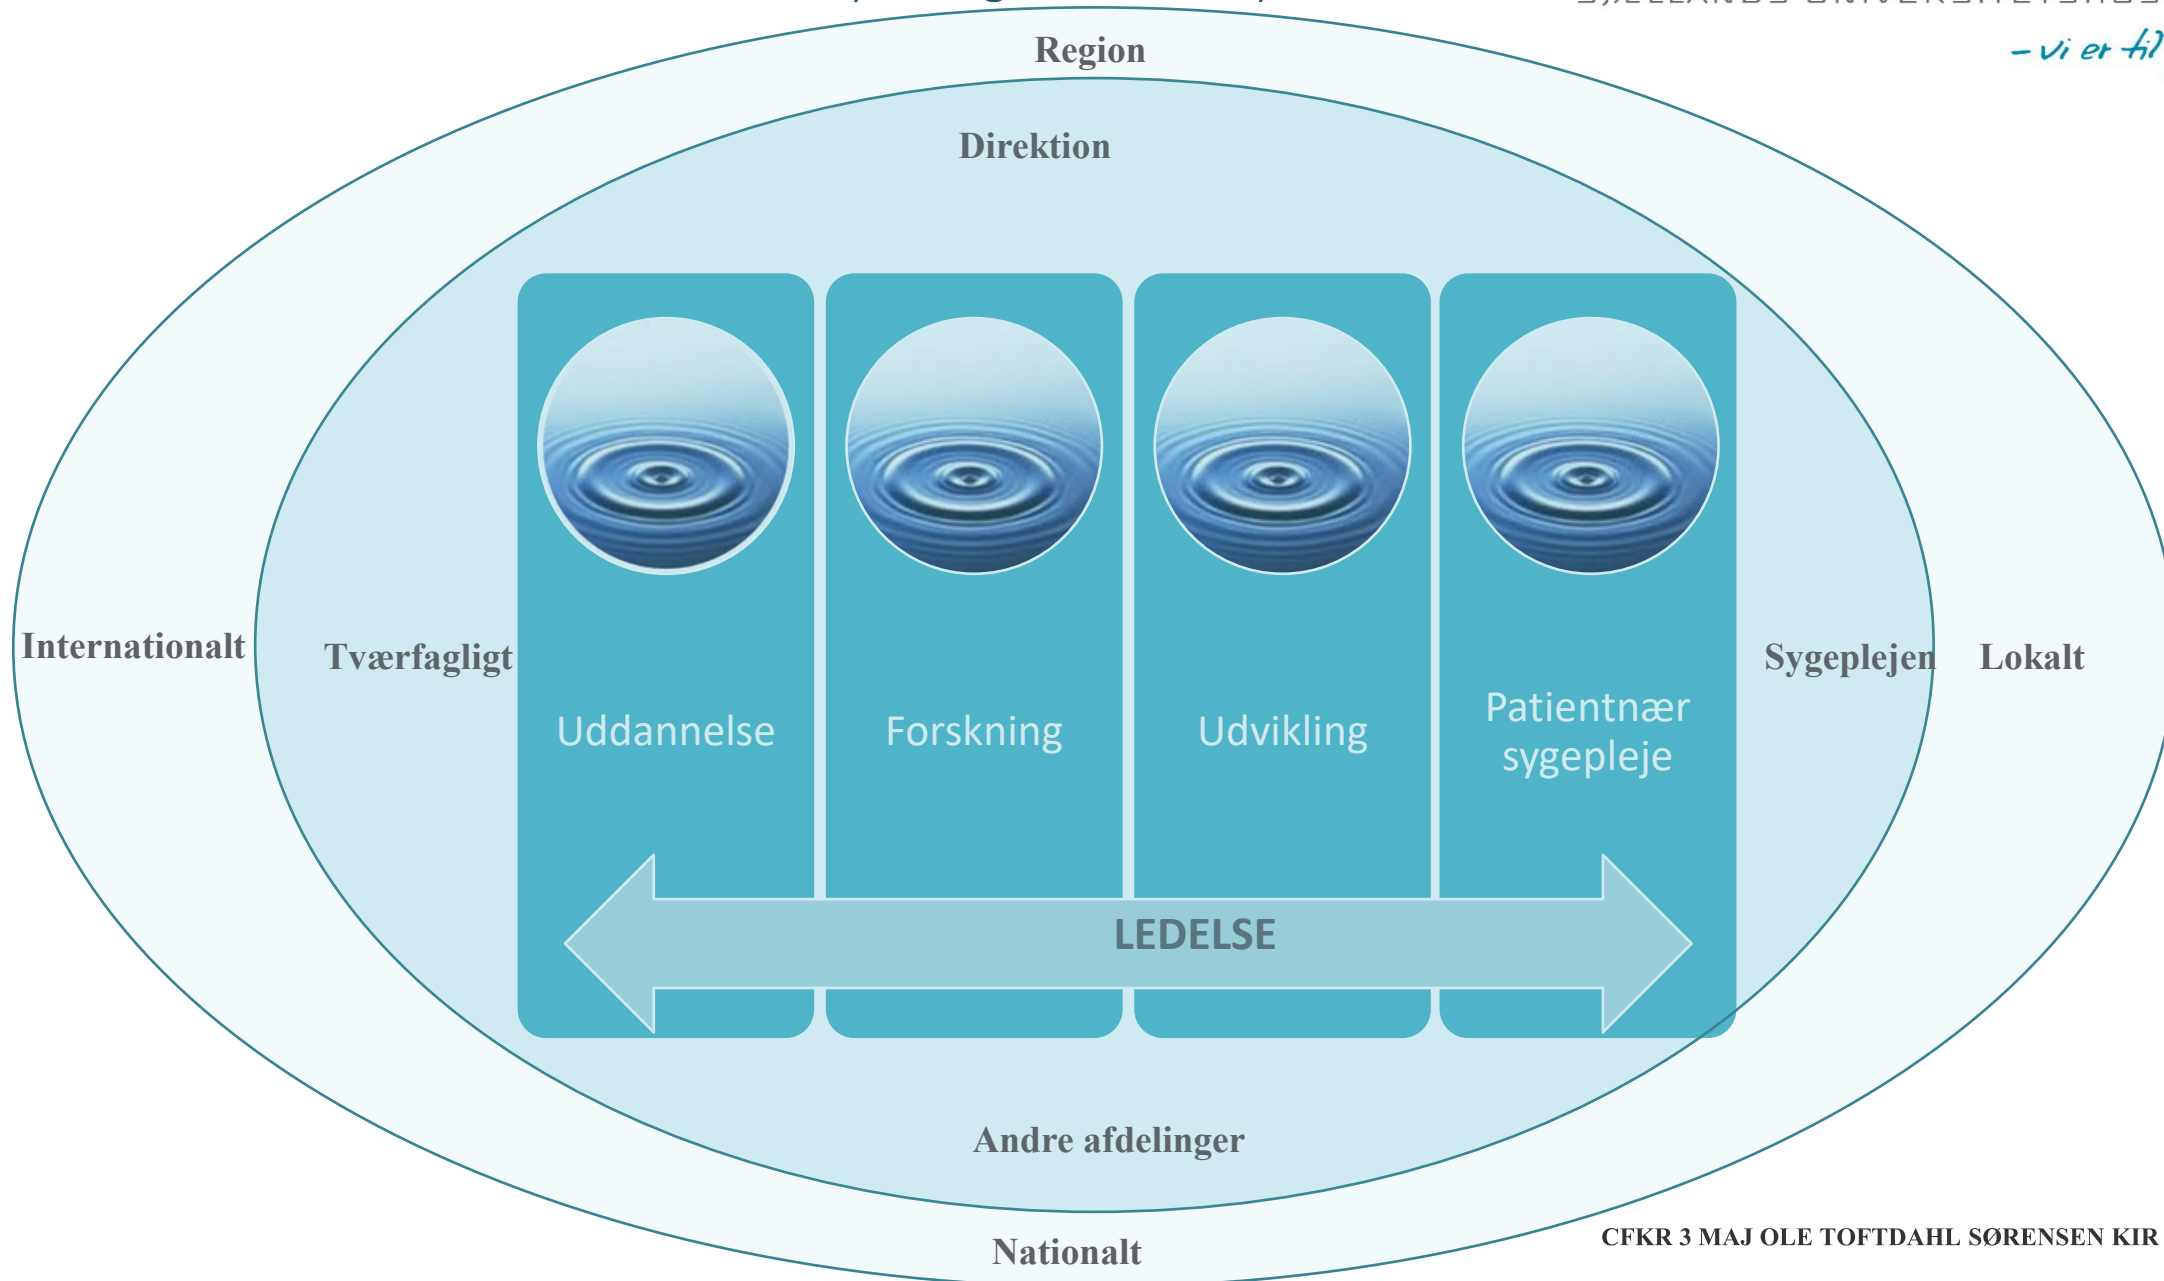 – vi er til
Region
Direktion
Internationalt
Tværfagligt
Sygeplejen
Lokalt
Uddannelse
Forskning
Udvikling
Patientnær
sygepleje
LEDELSE
Andre afdelinger
Nationalt
CFKR 3 MAJ OLE TOFTDAHL SØRENSEN KIR